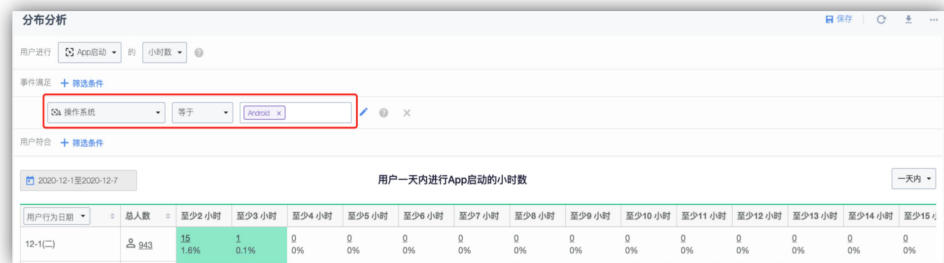 分布分析 保存 ...
用户进行 App启动 的 小时数
事件满足 + 筛选条件
操作系统 等于 Android ×
用户符合 + 筛选条件
2020-12-1至2020-12-7 用户一天内进行App启动的小时数 一天内
用户行为日期 总人数 至少2 小时 至少3 小时 至少4 小时 至少5 小时 至少6 小时 至少7 小时 至少8 小时 至少9 小时 至少10 小时 至少11 小时 至少12 小时 至少13 小时 至少14 小时 至少15
12-1(二) 943 15 1 0 0 0 0 0 0 0 0 0 0 0 0
1.6% 0.1% 0% 0% 0% 0% 0% 0% 0% 0% 0% 0% 0% 0%